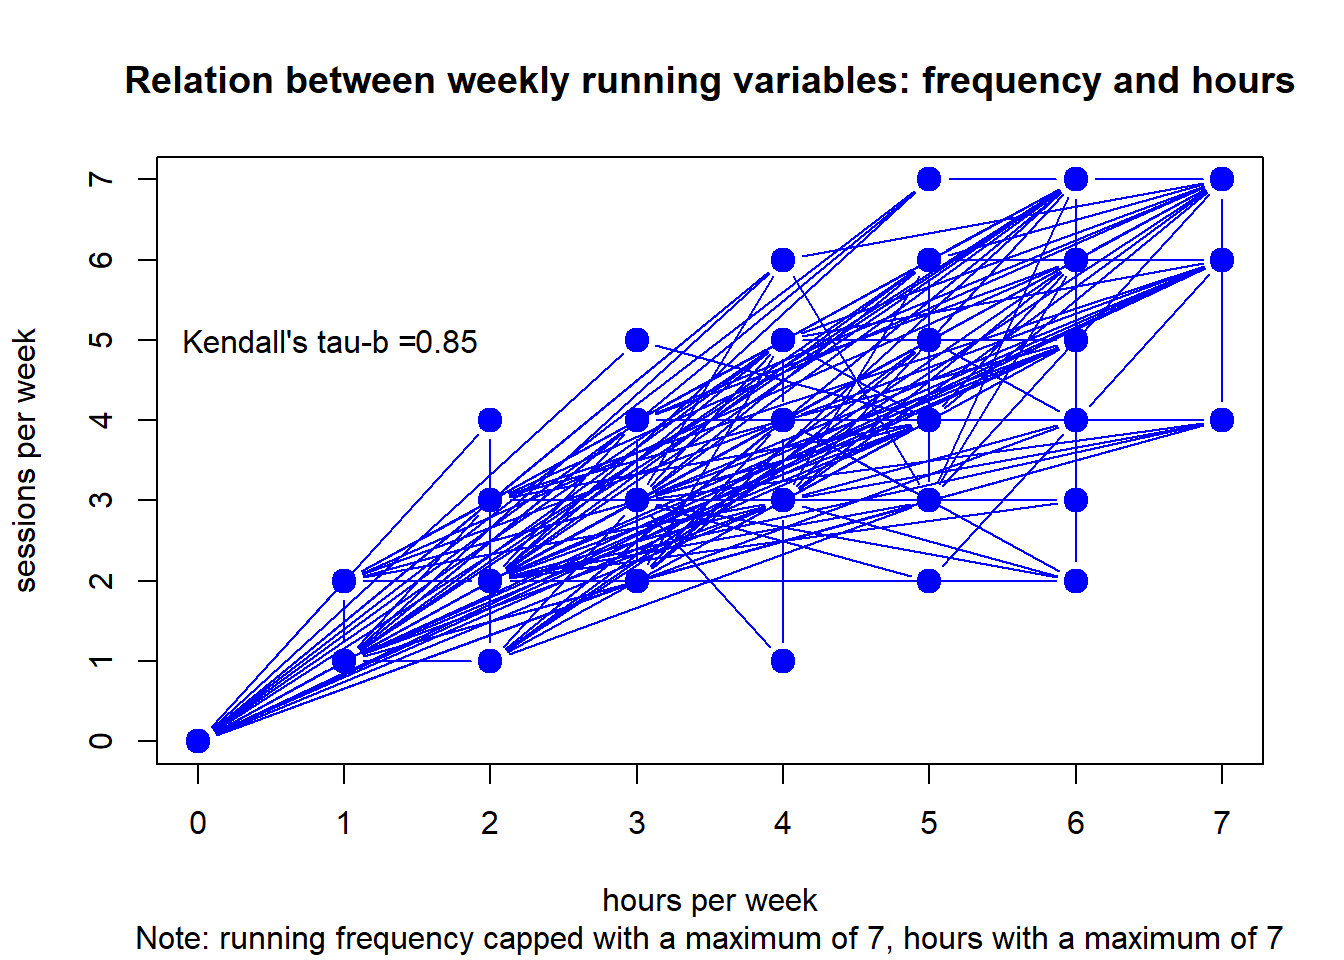 Relation between weekly running variables: frequency and hours
sessions per week
7
6
5
4
3
2
1
0
Kendall's tau-b =0.85
0 1 2 3 4 5 6 7
hours per week
Note: running frequency capped with a maximum of 7, hours with a maximum of 7